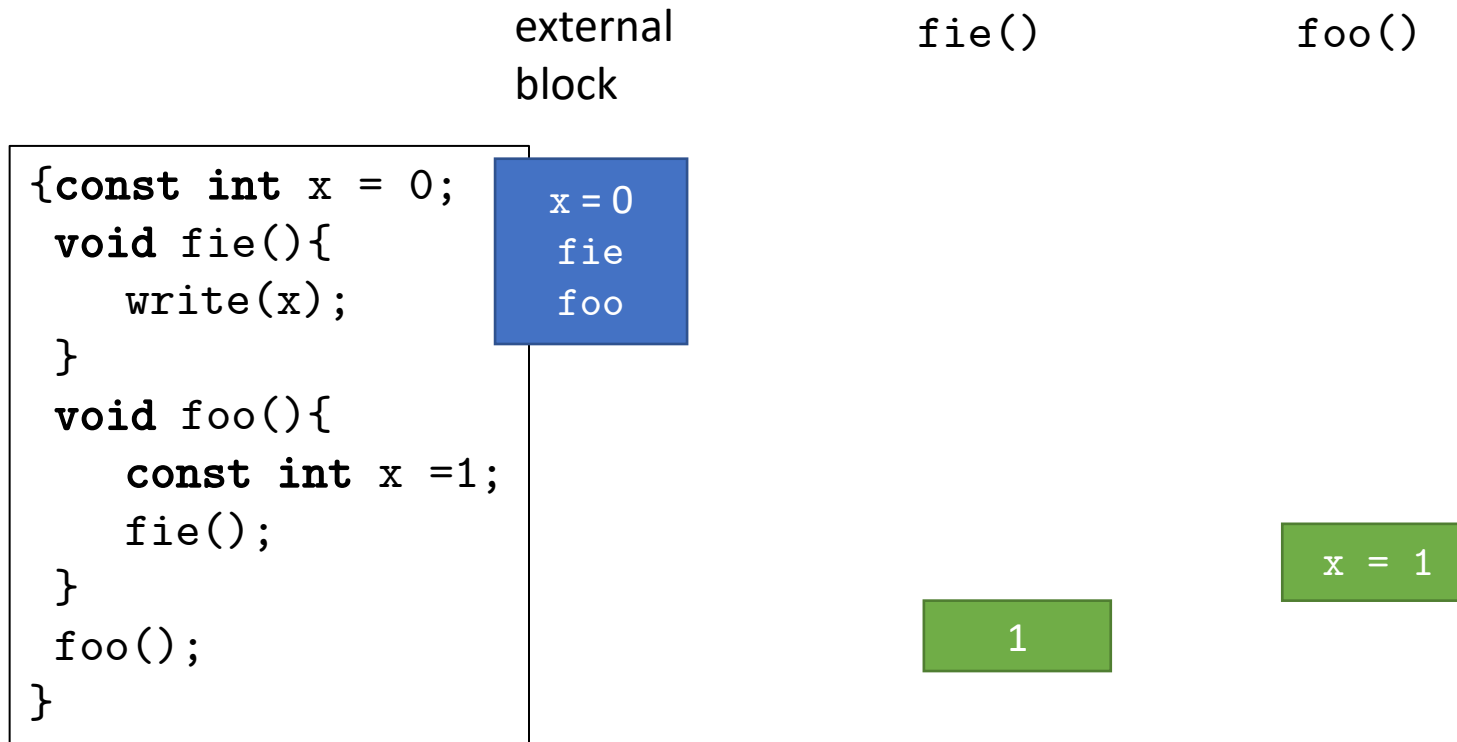 external
block
fie()
foo()
{const int x = 0;
void fie(){
write(x);
}
void foo(){
const int x =1;
fie();
}
foo();
}
x = 0
fie
foo
x = 1
1